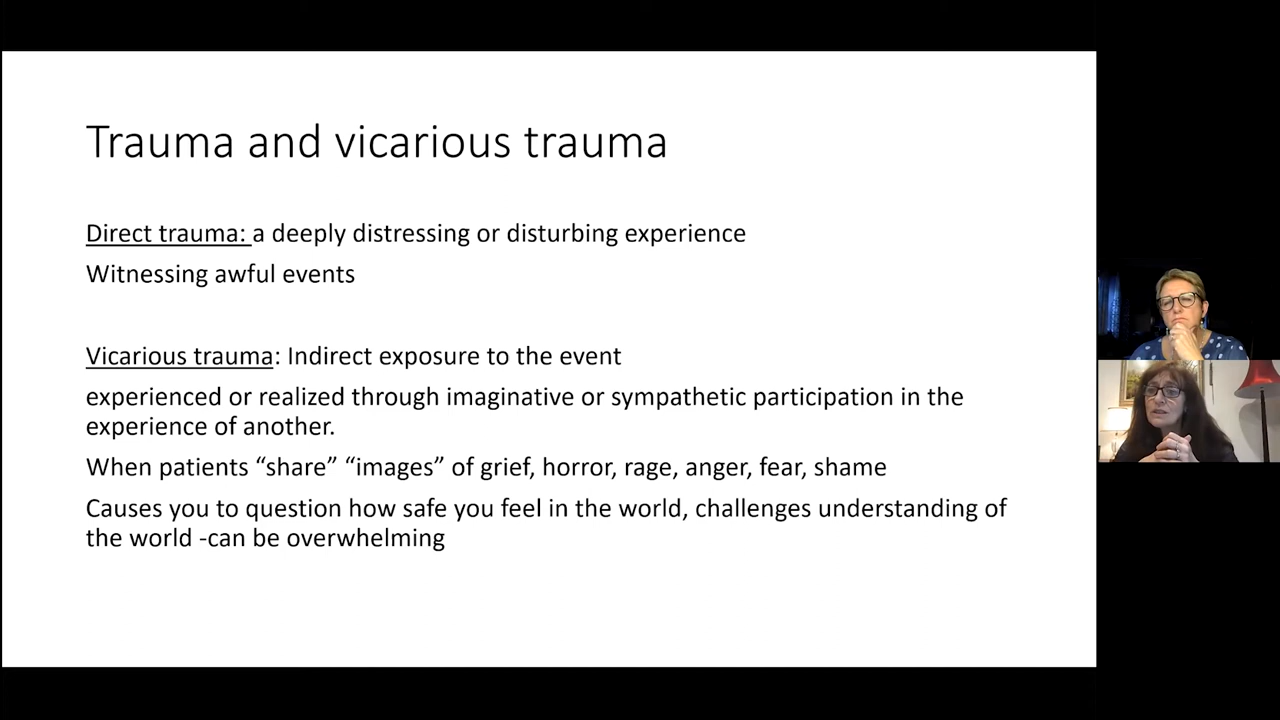 Trauma and vicarious trauma
Direct trauma: a deeply distressing or disturbing experience
Witnessing awful events
Vicarious trauma: Indirect exposure to the event
experienced or realized through imaginative or sympathetic participation in the
experience of another.
When patients “share” “images” of grief, horror, rage, anger, fear, shame
Causes you to question how safe you feel in the world, challenges understanding of
the world -can be overwhelming